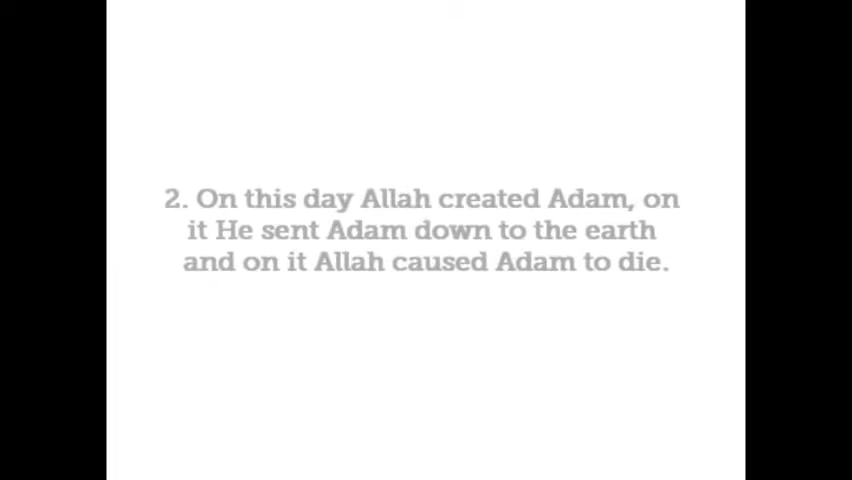 2. On this day Allah created Adam, on
it He sent Adam down to the earth
and on it Allah caused Adam to die.